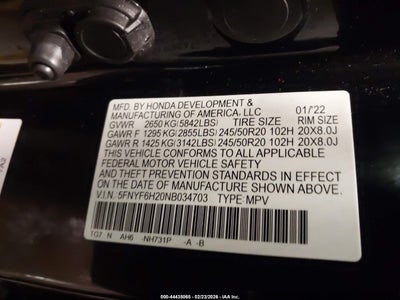 MFD. BY HONDA DEVELOPMENT &
MANUFACTURING OF AMERICA, LLC 01/'22
GVWR 2650 KG(5842LBS) TIRE SIZE RIM SIZE
GAWR F 1295 KG(2855LBS) 245/50R20 102H 20X8.0J
GAWR R 1425 KG(3142LBS) 245/50R20 102H 20X8.0J
THIS VEHICLE CONFORMS TO ALL APPLICABLE
FEDERAL MOTOR VEHICLE SAFETY
AND THEFT PREVENTION STANDARDS IN EFFECT
ON THE DATE OF MANUFACTURE SHOWN ABOVE.
V.I.N. 5FNYF6H20NB034703 TYPE: MPV
TG7 N AH6 -NH731P -A -B
000-44435065 - 02/23/2026 - IAA Inc.